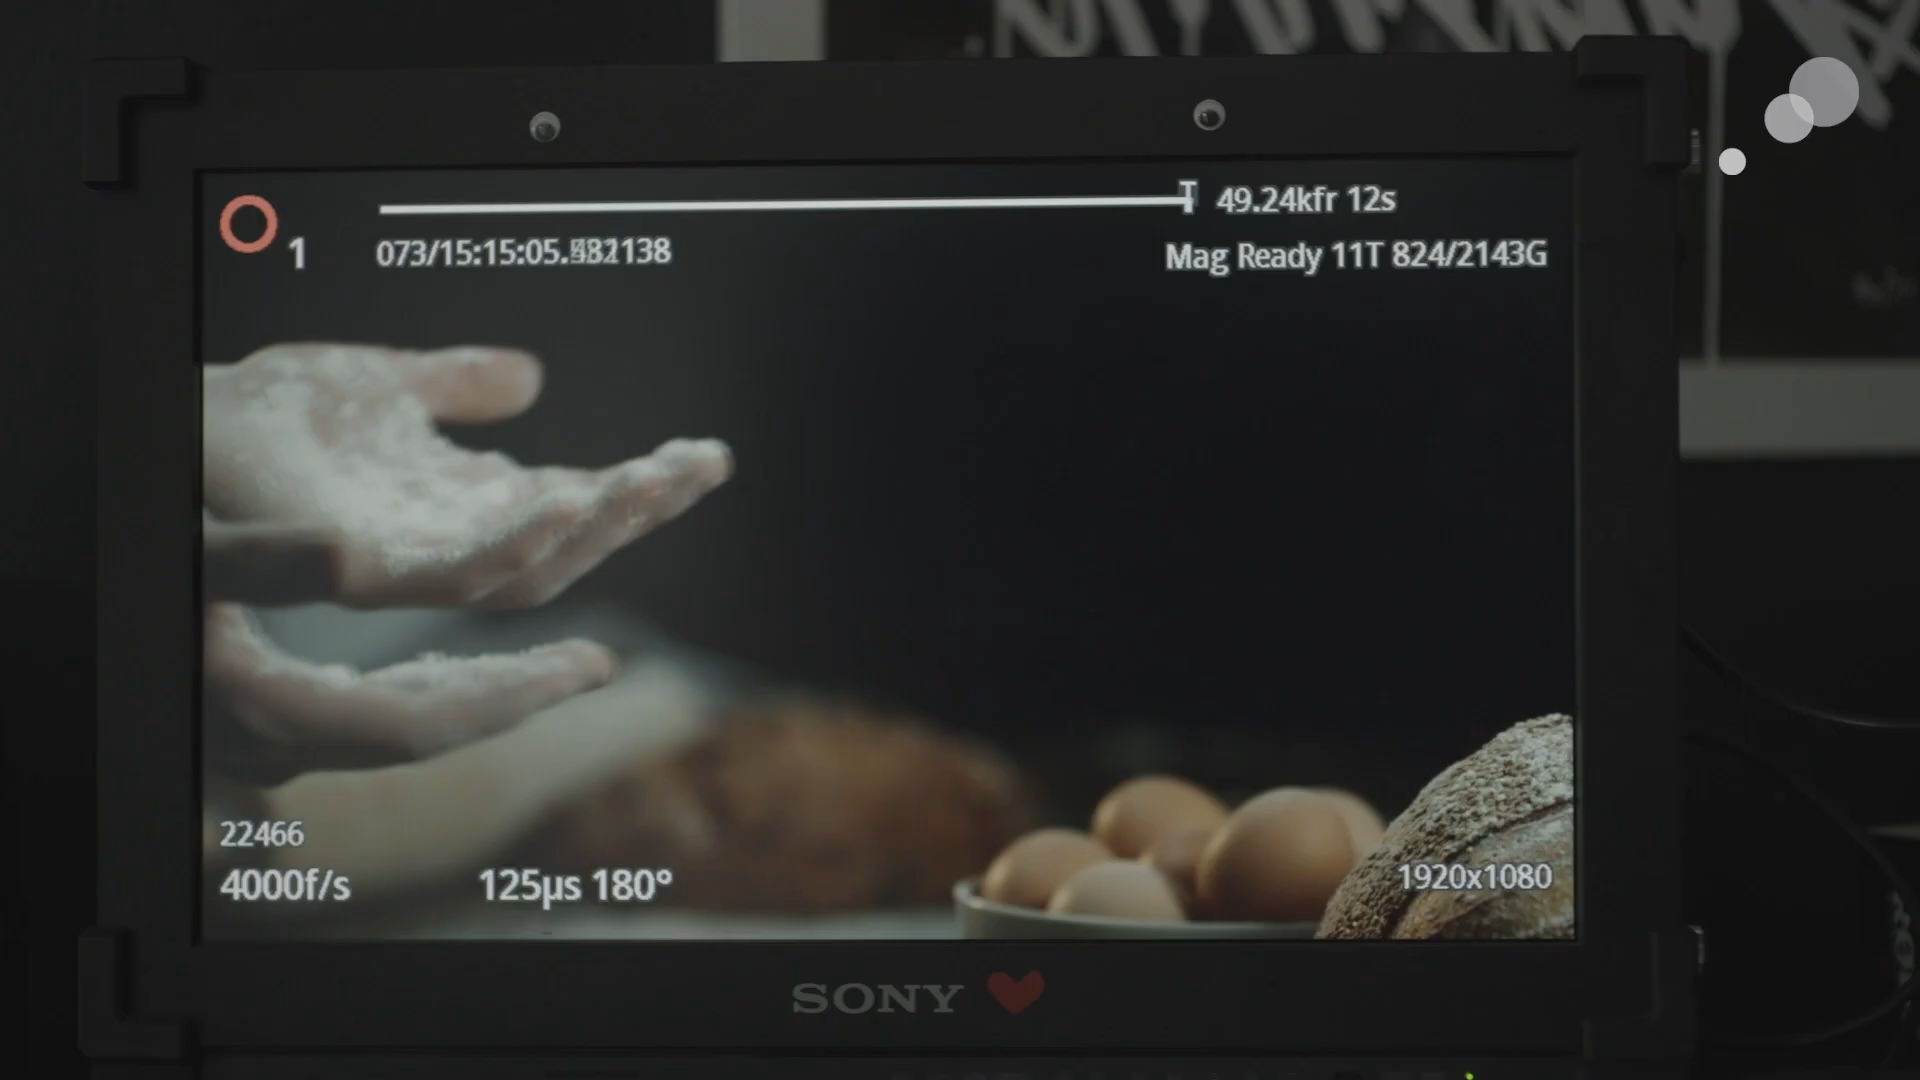 49.24kfr 12s
1
073/15:15:05.
Mag Ready 11T 824/2143G
22466
4000f/s
125µs 180°
1920x1080
SONY